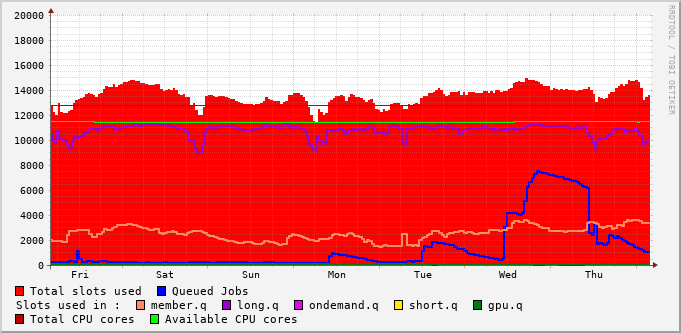 RRDTOOL / TOBI OETIKER
20000
18000
16000
14000
12000
10000
8000
6000
4000
2000
0
Fri Sat Sun Mon Tue Wed Thu
Total slots used Queued Jobs
Slots used in : member.q long.q ondemand.q short.q gpu.q
Total CPU cores Available CPU cores